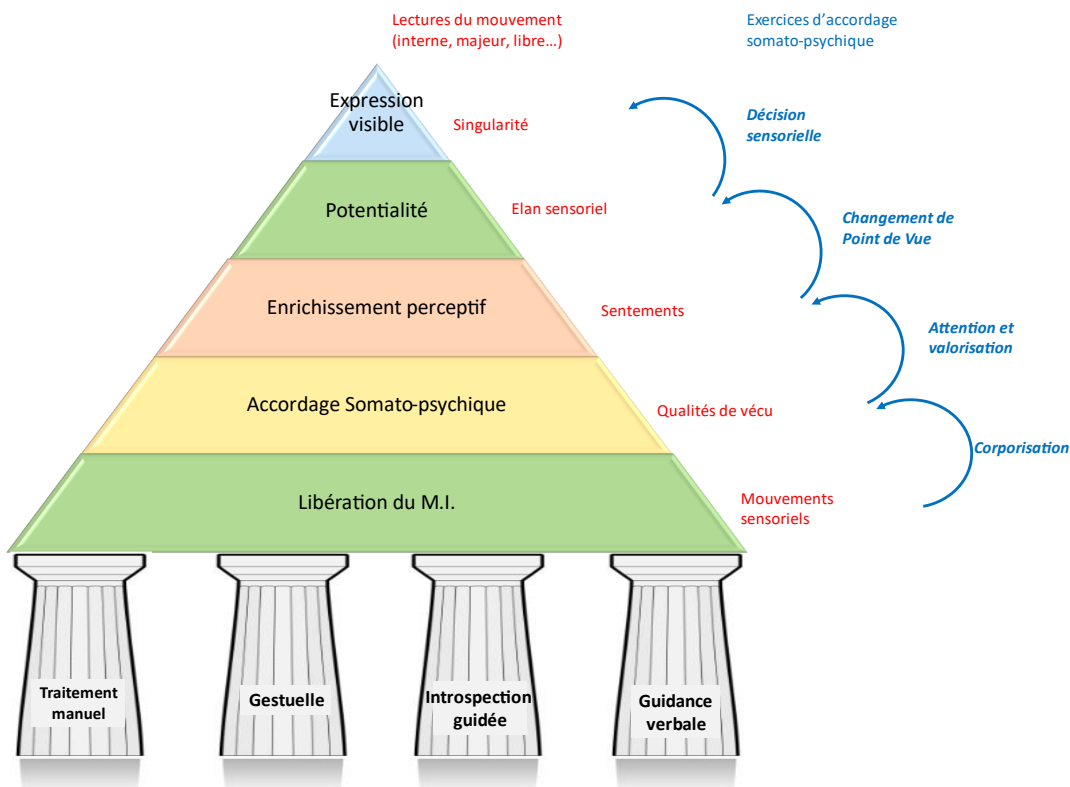 Lectures du mouvement
(interne, majeur, libre...)
Exercices d’accordage
somato-psychique
Expression
visible
Singularité
Décision
sensorielle
Potentialité
Elan sensoriel
Changement de
Point de Vue
Enrichissement perceptif
Sentements
Attention et
valorisation
Accordage Somato-psychique
Qualités de vécu
Corporisation
Libération du M.I.
Mouvements
sensoriels
Traitement
manuel
Gestuelle
Introspection
guidée
Guidance
verbale